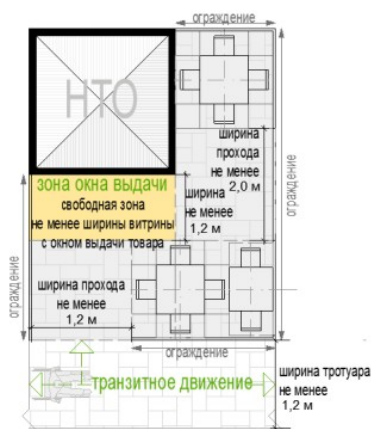 ограждение
НТО
ширина
прохода
не менее
2,0 м
ограждение
зона окна выдачи
свободная зона
не менее ширины витрины
с окном выдачи товара
ширина
не менее
1,2 м
ограждение
ширина прохода
не менее
1,2 м
ограждение
транзитное движение
ширина тротуара
не менее
1,2 м